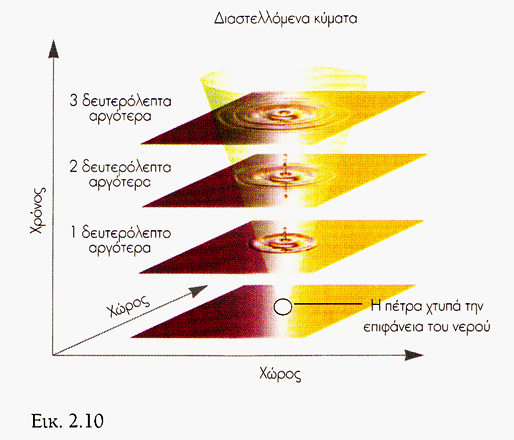 Διαστελλόμενα κύματα
3 δευτερόλεπτα
αργότερα
2 δευτερόλεπτα
αργότερα
1 δευτερόλεπτο
αργότερα
Χρόνος
Χώρος
Η πέτρα χτυπά την
επιφάνεια του νερού
Χώρος
Εικ. 2.10